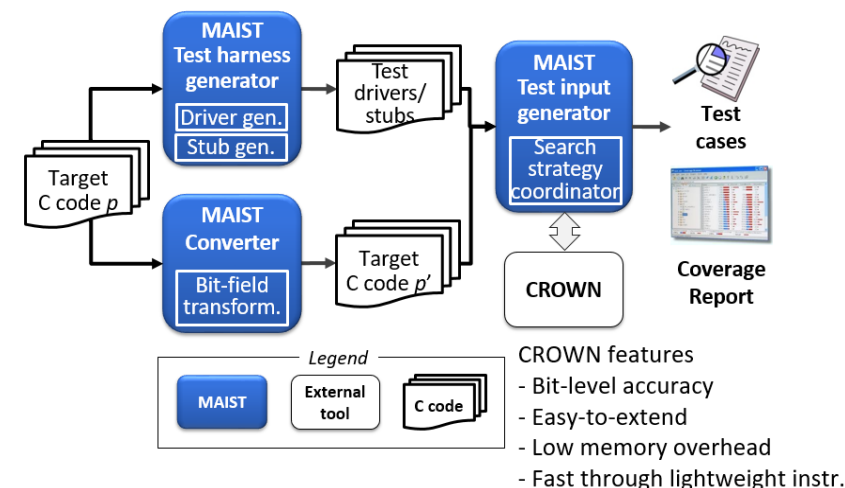 MAIST
Test harness
generator
Driver gen.
Stub gen.
Test
drivers/
stubs
MAIST
Test input
generator
Search
strategy
coordinator
Test
cases
Target
C code p
MAIST
Converter
Bit-field
transform.
Target
C code p’
CROWN
Coverage
Report
Legend
MAIST
External
tool
C code
CROWN features
- Bit-level accuracy
- Easy-to-extend
- Low memory overhead
- Fast through lightweight instr.